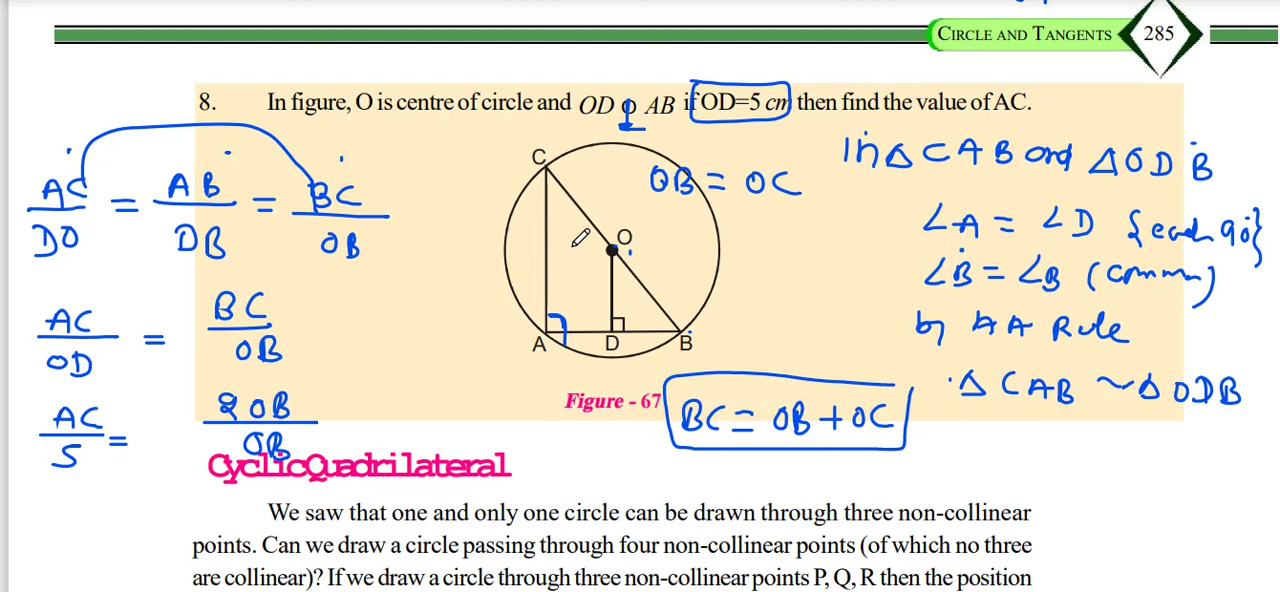 CIRCLE AND TANGENTS 285
8. In figure, O is centre of circle and OD ⊥ AB if OD=5 cm then find the value of AC.
In Δ CAB and Δ ODB
AC/DO = AB/DB = BC/OB
OB = OC
∠A = ∠D {each 90}
∠B = ∠B (common)
AC/OD = BC/OB
by AA Rule
Δ CAB ~ Δ ODB
AC/5 = 2OB/OB
BC = OB + OC
C
O
A D B
Figure - 67
Cyclic Quadrilateral
We saw that one and only one circle can be drawn through three non-collinear
points. Can we draw a circle passing through four non-collinear points (of which no three
are collinear)? If we draw a circle through three non-collinear points P, Q, R then the position